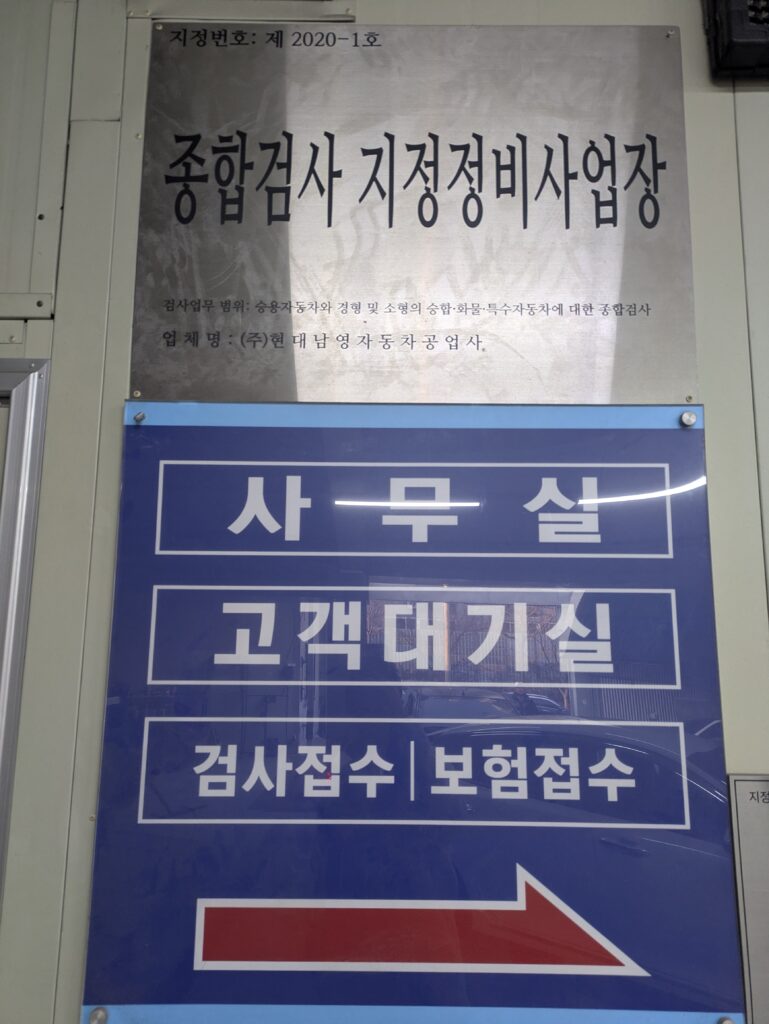 지정번호: 제 2020-1호
종합검사 지정정비사업장
검사업무 범위: 승용자동차와 경형 및 소형의 승합·화물·특수자동차에 대한 종합검사
업체명: (주)현대남영자동차공업사
사무실
고객대기실
검사접수 | 보험접수
지정